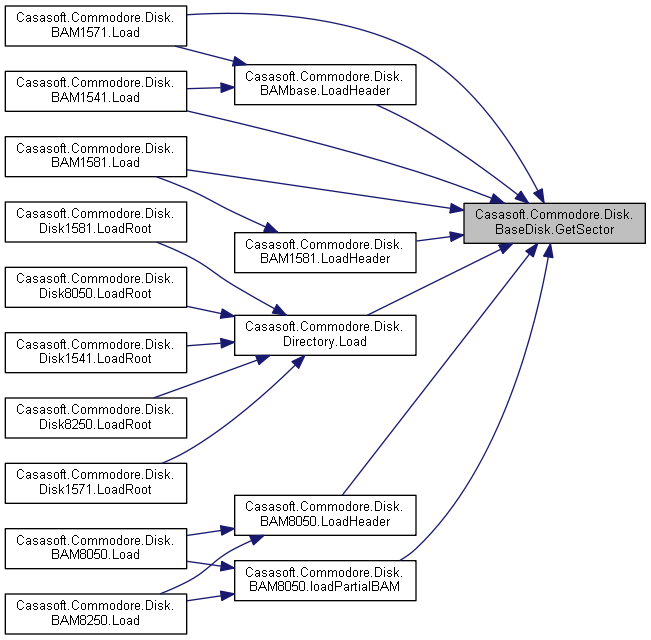 Casasoft.Commodore.Disk.
BAM1571.Load
Casasoft.Commodore.Disk.
BAMbase.LoadHeader
Casasoft.Commodore.Disk.
BAM1541.Load
Casasoft.Commodore.Disk.
BAM1581.Load
Casasoft.Commodore.Disk.
Disk1581.LoadRoot
Casasoft.Commodore.Disk.
BaseDisk.GetSector
Casasoft.Commodore.Disk.
BAM1581.LoadHeader
Casasoft.Commodore.Disk.
Disk8050.LoadRoot
Casasoft.Commodore.Disk.
Directory.Load
Casasoft.Commodore.Disk.
Disk1541.LoadRoot
Casasoft.Commodore.Disk.
Disk8250.LoadRoot
Casasoft.Commodore.Disk.
Disk1571.LoadRoot
Casasoft.Commodore.Disk.
BAM8050.LoadHeader
Casasoft.Commodore.Disk.
BAM8050.Load
Casasoft.Commodore.Disk.
BAM8050.loadPartialBAM
Casasoft.Commodore.Disk.
BAM8250.Load